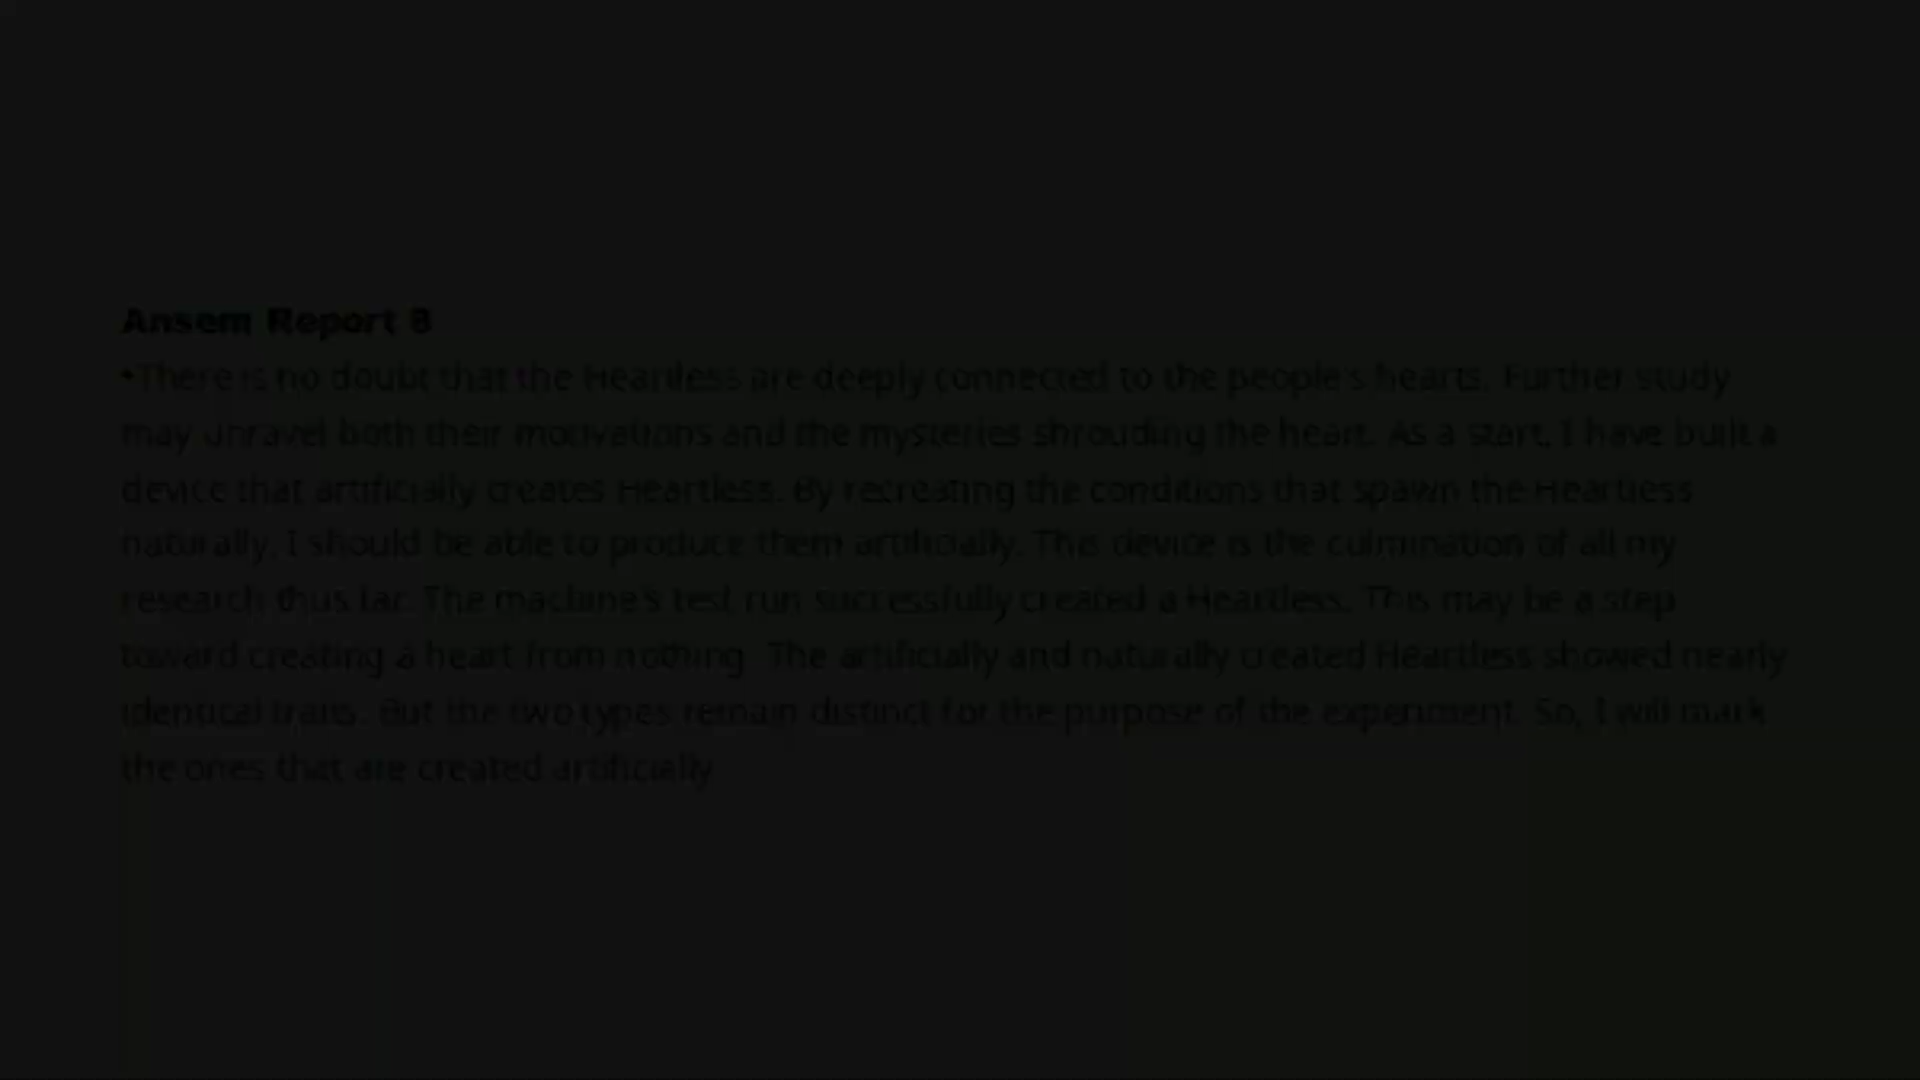 Ansem Report 8
•There is no doubt that the Heartless are deeply connected to the people's hearts. Further study
may unravel both their motivations and the mysteries shrouding the heart. As a start, I have built a
device that artificially creates Heartless. By recreating the conditions that spawn the Heartless
naturally, I should be able to produce them artificially. This device is the culmination of all my
research thus far. The machine's test run successfully created a Heartless. This may be a step
toward creating a heart from nothing. The artificially and naturally created Heartless showed nearly
identical traits. But the two types remain distinct for the purpose of the experiment. So, I will mark
the ones that are created artificially